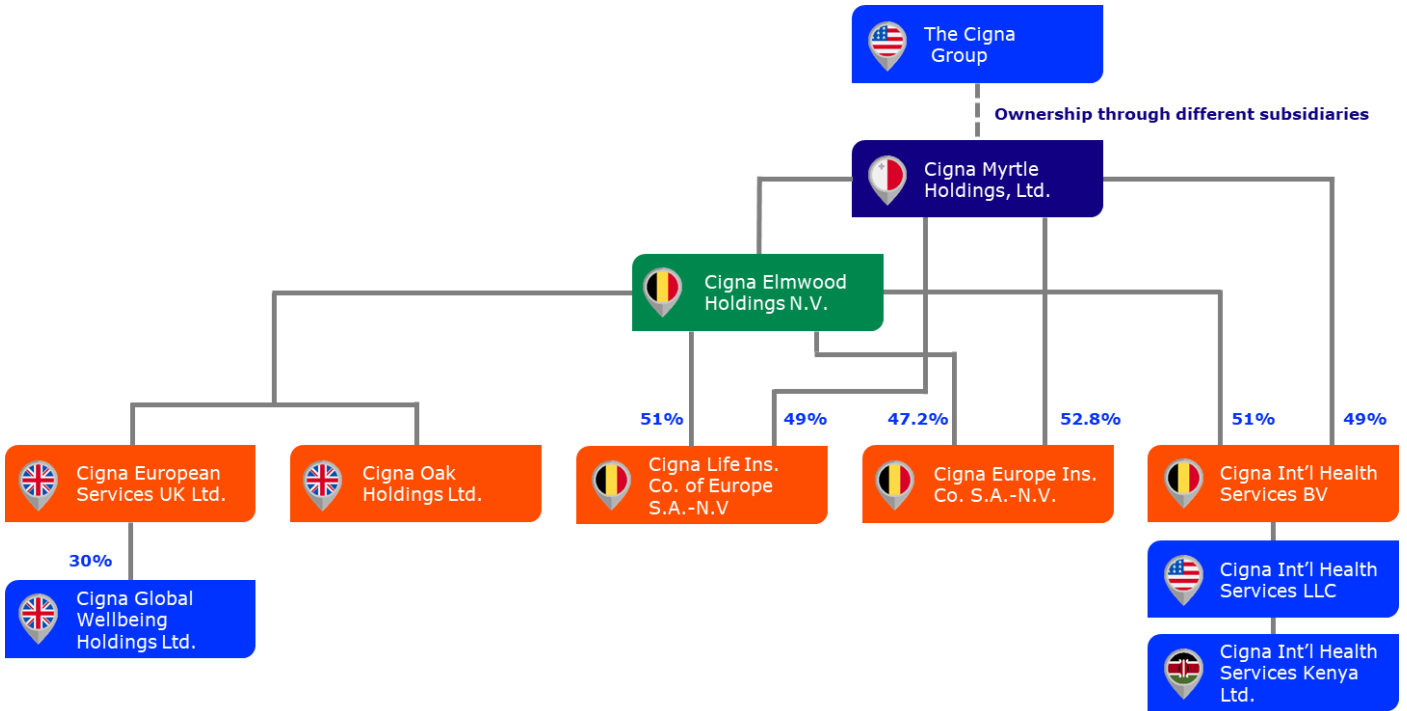 The Cigna
Group
Ownership through different subsidiaries
Cigna Myrtle
Holdings, Ltd.
Cigna Elmwood
Holdings N.V.
51%
49%
47.2%
52.8%
51%
49%
Cigna European
Services UK Ltd.
Cigna Oak
Holdings Ltd.
Cigna Life Ins.
Co. of Europe
S.A.-N.V
Cigna Europe Ins.
Co. S.A.-N.V.
Cigna Int’l Health
Services BV
30%
Cigna Global
Wellbeing
Holdings Ltd.
Cigna Int’l Health
Services LLC
Cigna Int’l Health
Services Kenya
Ltd.